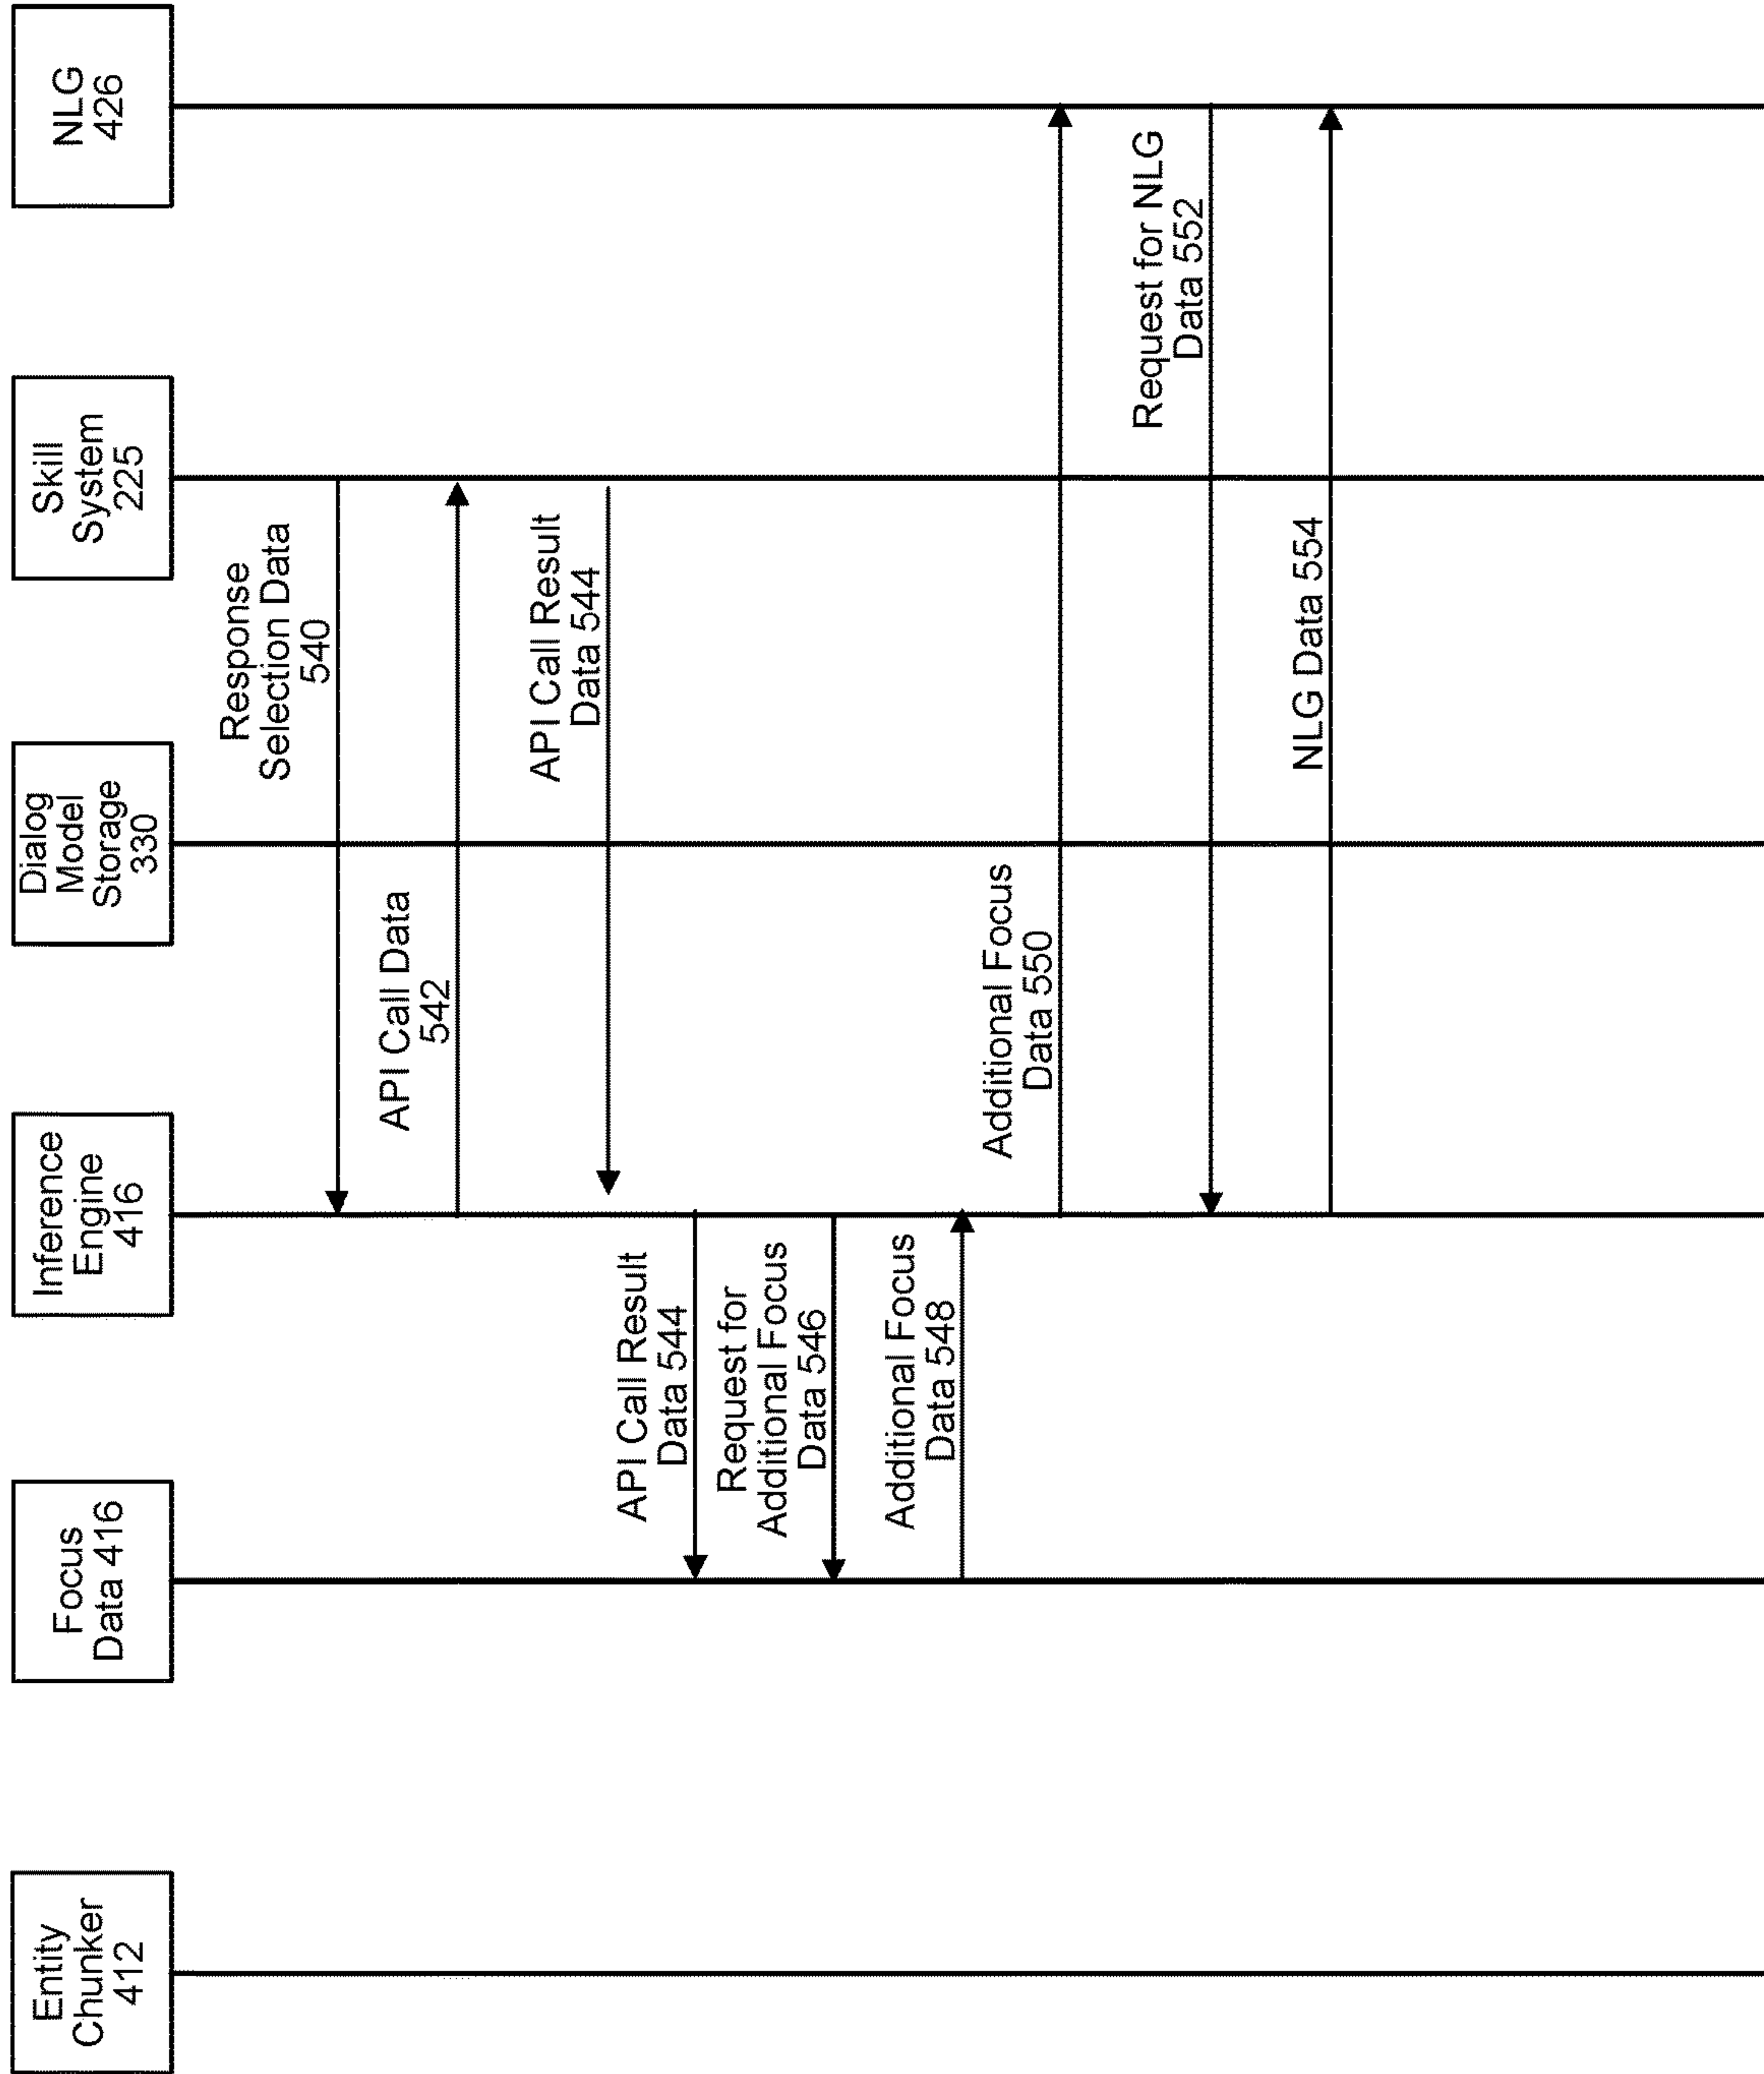 Entity
Chunker
412
Focus
Data 416
Inference
Engine
416
Dialog
Model
Storage
330
Skill
System
225
NLG
426
Response
Selection Data
540
API Call Data
542
API Call Result
Data 544
API Call Result
Data 544
Request for
Additional Focus
Data 546
Additional Focus
Data 548
Additional Focus
Data 550
Request for NLG
Data 552
NLG Data 554